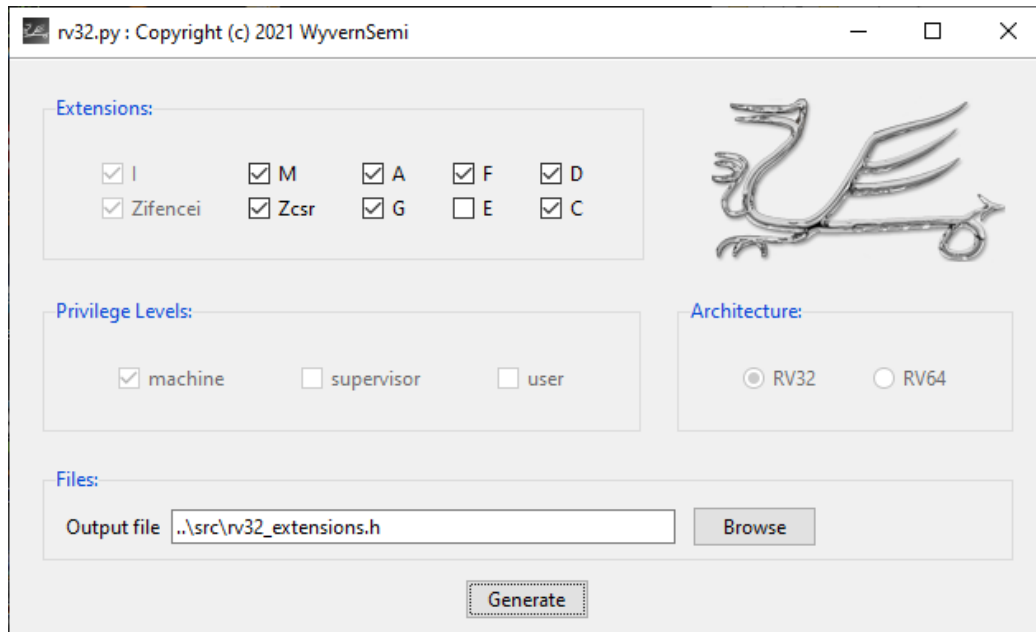 rv32.py : Copyright (c) 2021 WyvernSemi
Extensions:
I M A F D
Zifencei Zcsr G E C
Privilege Levels:
machine supervisor user
Architecture:
RV32 RV64
Files:
Output file ..\src\rv32_extensions.h Browse
Generate